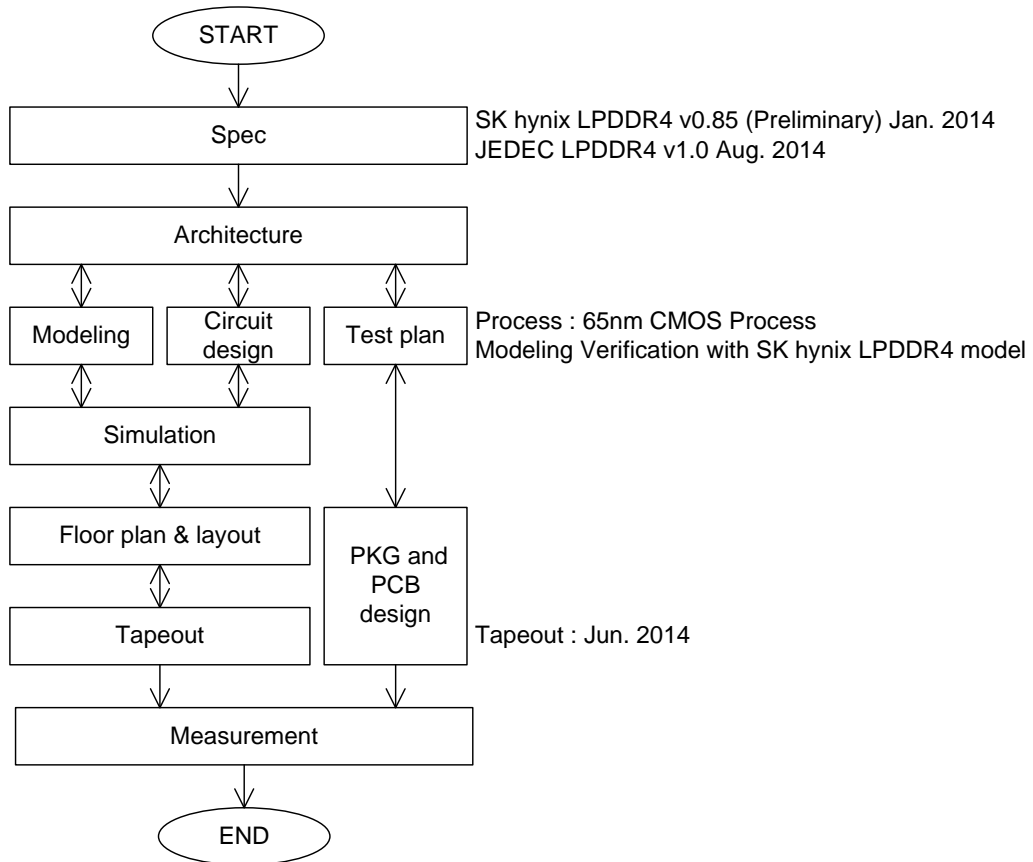 START
Spec
SK hynix LPDDR4 v0.85 (Preliminary) Jan. 2014
JEDEC LPDDR4 v1.0 Aug. 2014
Architecture
Modeling
Circuit
design
Test plan
Process : 65nm CMOS Process
Modeling Verification with SK hynix LPDDR4 model
Simulation
Floor plan & layout
PKG and
PCB
design
Tapeout
Tapeout : Jun. 2014
Measurement
END